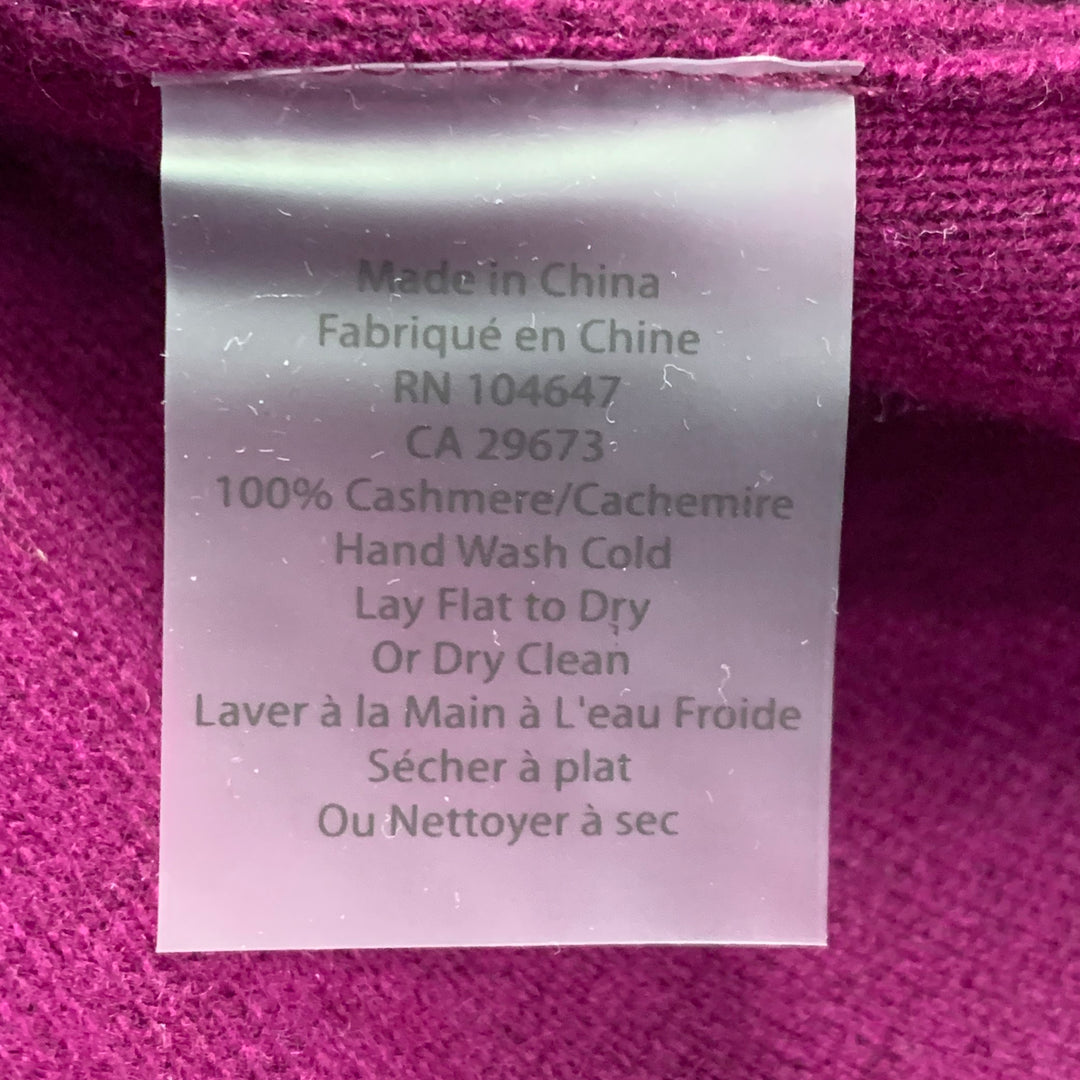 Made in China
Fabriqué en Chine
RN 104647
CA 29673
100% Cashmere/Cachemire
Hand Wash Cold
Lay Flat to Dry
Or Dry Clean
Laver à la Main à L'eau Froide
Sécher à plat
Ou Nettoyer à sec